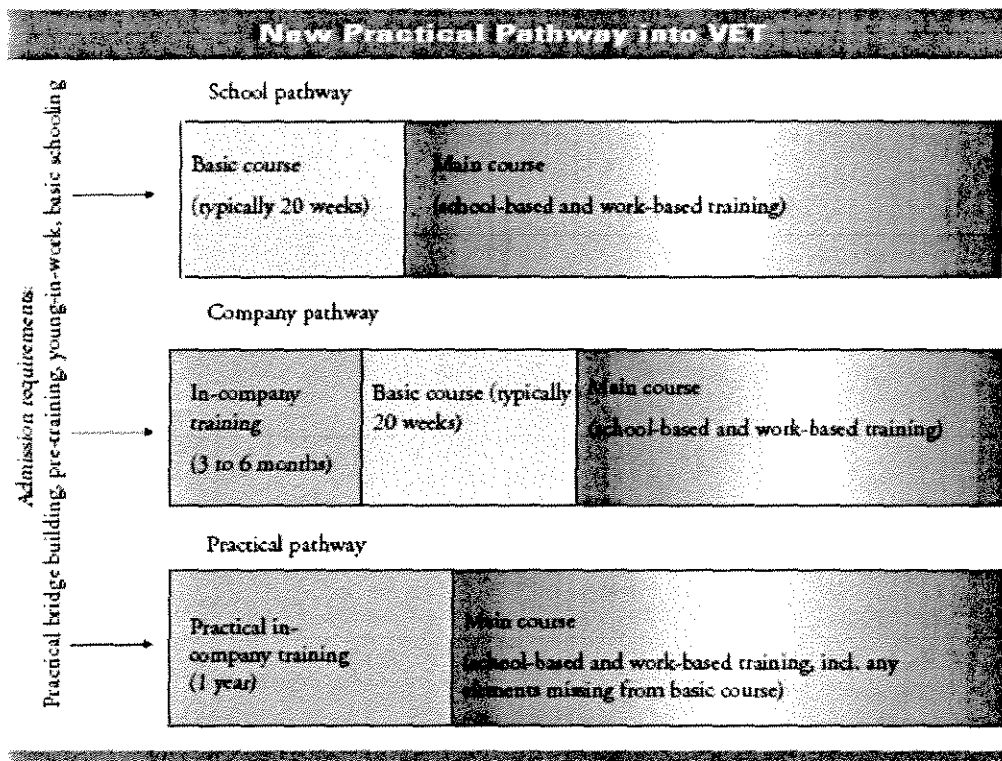 New Practical Pathway into VET
Admission requirements:
Practical bridge building, pre-training, young-in-work, basic schooling
School pathway
Basic course
(typically 20 weeks)
Main course
(school-based and work-based training)
Company pathway
In-company
training
(3 to 6 months)
Basic course (typically
20 weeks)
Main course
(school-based and work-based training)
Practical pathway
Practical in-
company training
(1 year)
Main course
(school-based and work-based training, incl. any
elements missing from basic course)